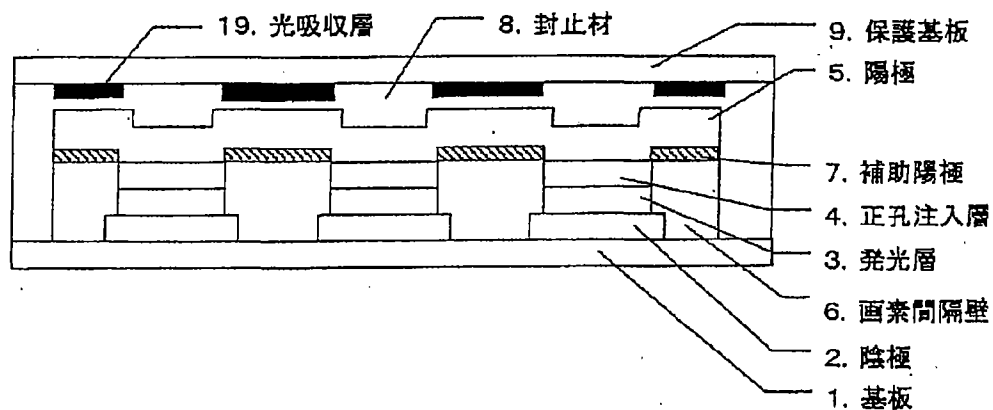 19. 光吸収層
8. 封止材
9. 保護基板
5. 陽極
7. 補助陽極
4. 正孔注入層
3. 発光層
6. 画素間隔壁
2. 陰極
1. 基板